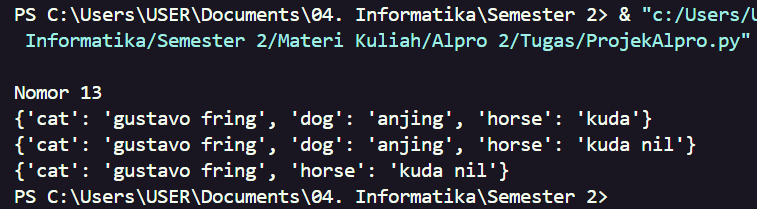 PS C:\Users\USER\Documents\04. Informatika\Semester 2> & "c:/Users/U
Informatika/Semester 2/Materi Kuliah/Alpro 2/Tugas/ProjekAlpro.py"
Nomor 13
{'cat': 'gustavo fring', 'dog': 'anjing', 'horse': 'kuda'}
{'cat': 'gustavo fring', 'dog': 'anjing', 'horse': 'kuda nil'}
{'cat': 'gustavo fring', 'horse': 'kuda nil'}
PS C:\Users\USER\Documents\04. Informatika\Semester 2>